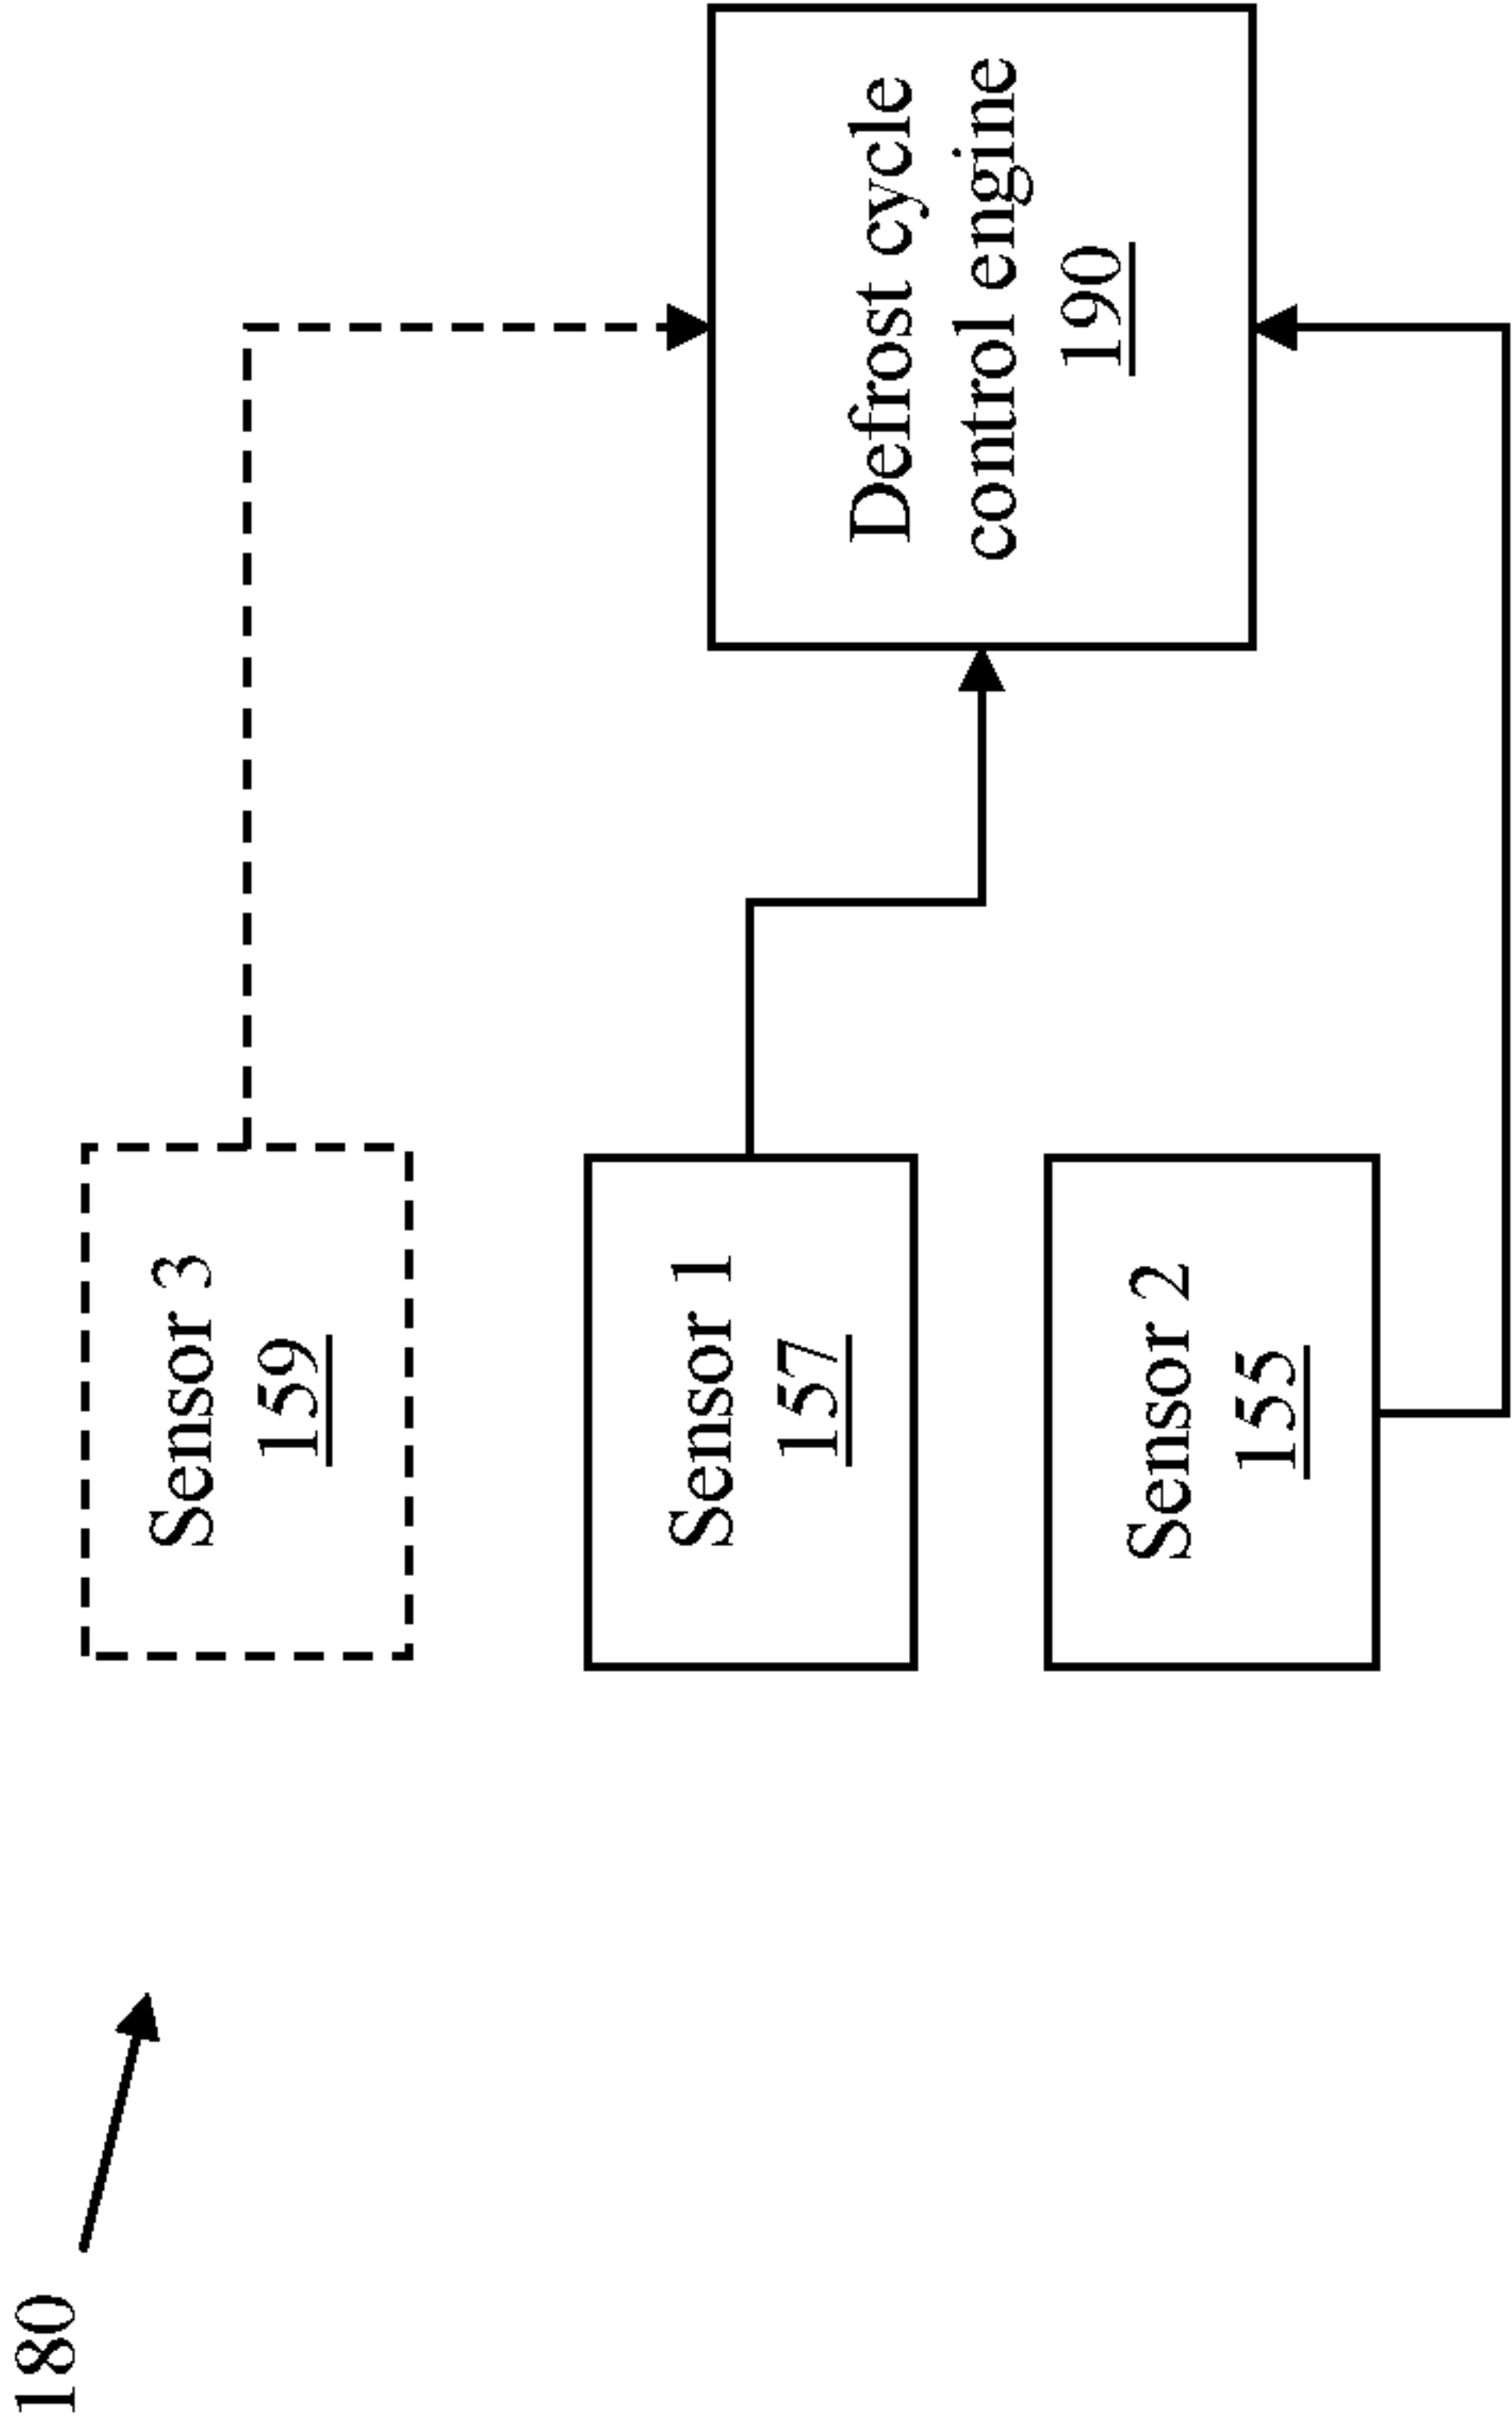 180
Sensor 3
159
Sensor 1
157
Sensor 2
155
Defrost cycle
control engine
190